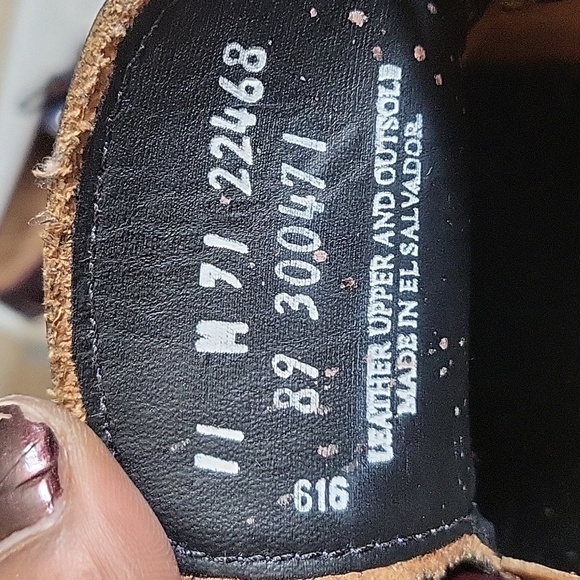 11 M 71 22468
89 300471
616
LEATHER UPPER AND OUTSOLE
MADE IN EL SALVADOR.